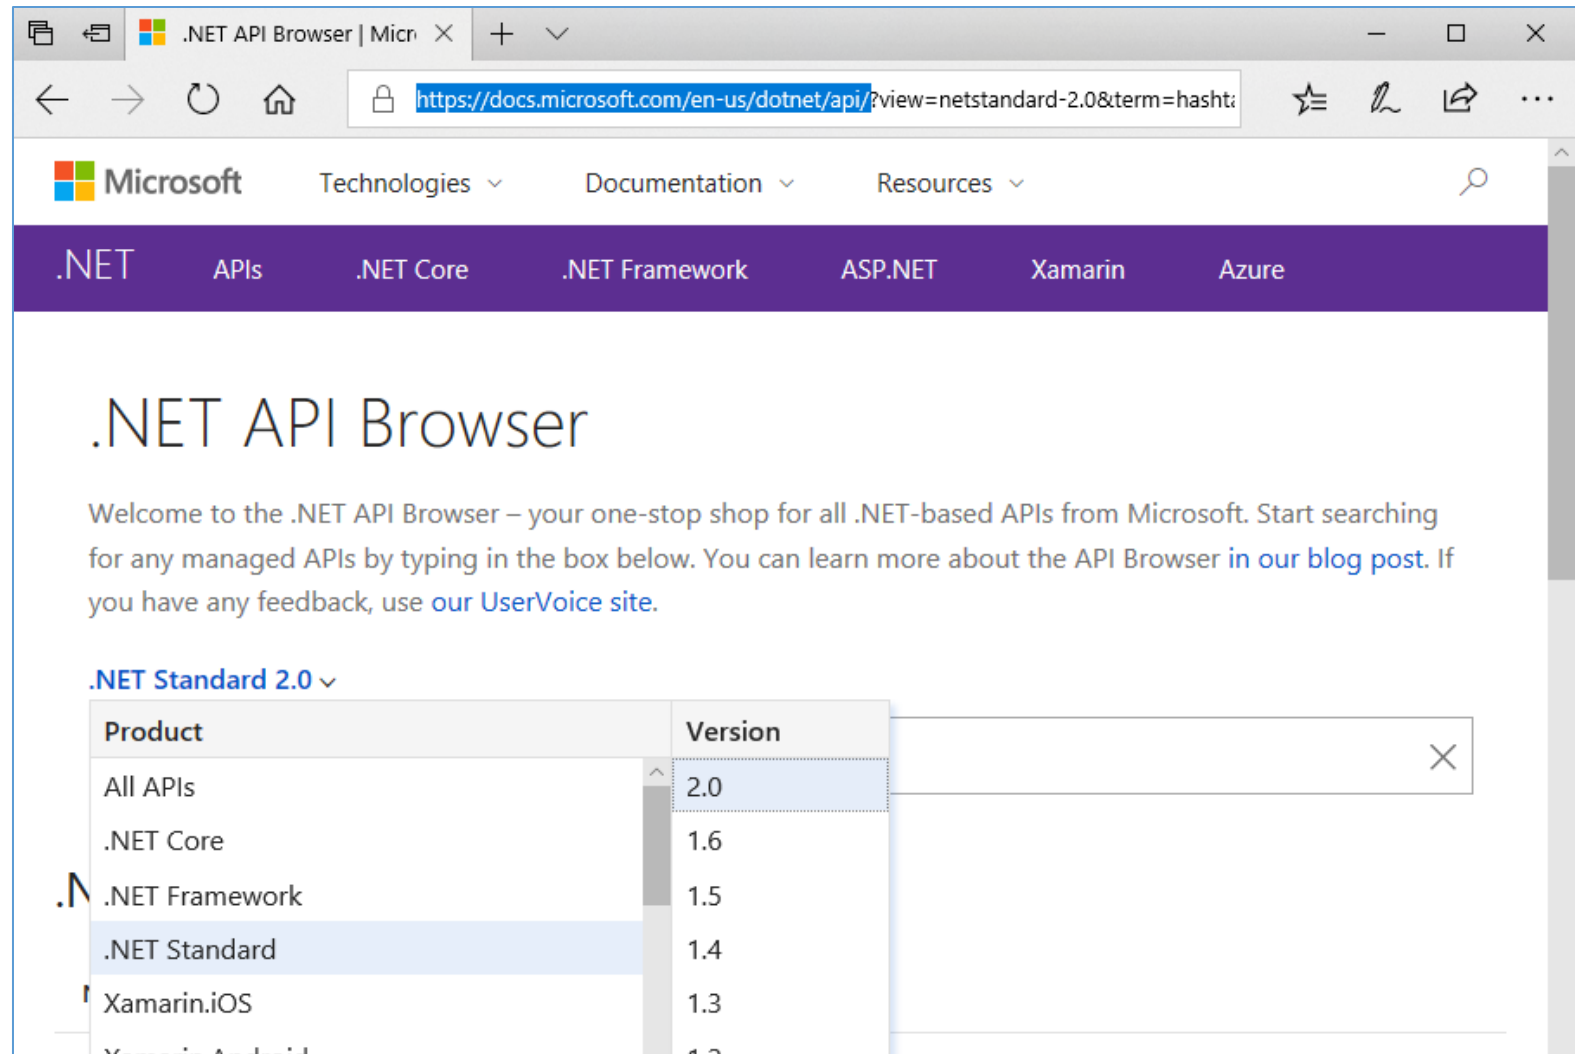 .NET API Browser | Micr
https://docs.microsoft.com/en-us/dotnet/api/?view=netstandard-2.0&term=hasht
Microsoft Technologies Documentation Resources
.NET APIs .NET Core .NET Framework ASP.NET Xamarin Azure
.NET API Browser
Welcome to the .NET API Browser – your one-stop shop for all .NET-based APIs from Microsoft. Start searching
for any managed APIs by typing in the box below. You can learn more about the API Browser in our blog post. If
you have any feedback, use our UserVoice site.
.NET Standard 2.0
Product Version
All APIs 2.0
.NET Core 1.6
.N .NET Framework 1.5
.NET Standard 1.4
Xamarin.iOS 1.3
Xamarin.Android 1.2